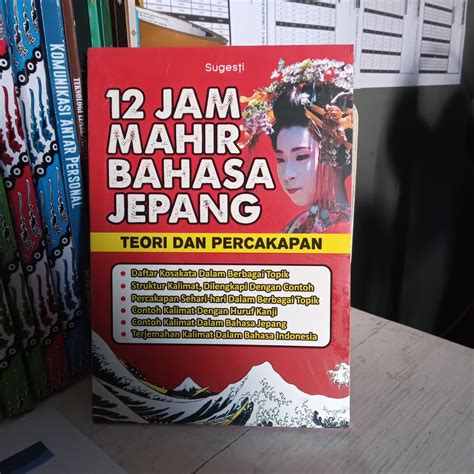 Sugesti
12 JAM
MAHIR
BAHASA
JEPANG
TEORI DAN PERCAKAPAN
Daftar Kosakata Dalam Berbagai Topik
Struktur Kalimat, Dilengkapi Dengan Contoh
Percakapan Sehari-hari Dalam Berbagai Topik
Contoh Kalimat Dengan Huruf Kanji
Contoh Kalimat Dalam Bahasa Jepang
Terjemahan Kalimat Dalam Bahasa Indonesia
KOMUNIKASI ANTAR PERSONAL
TEKNOLOGI